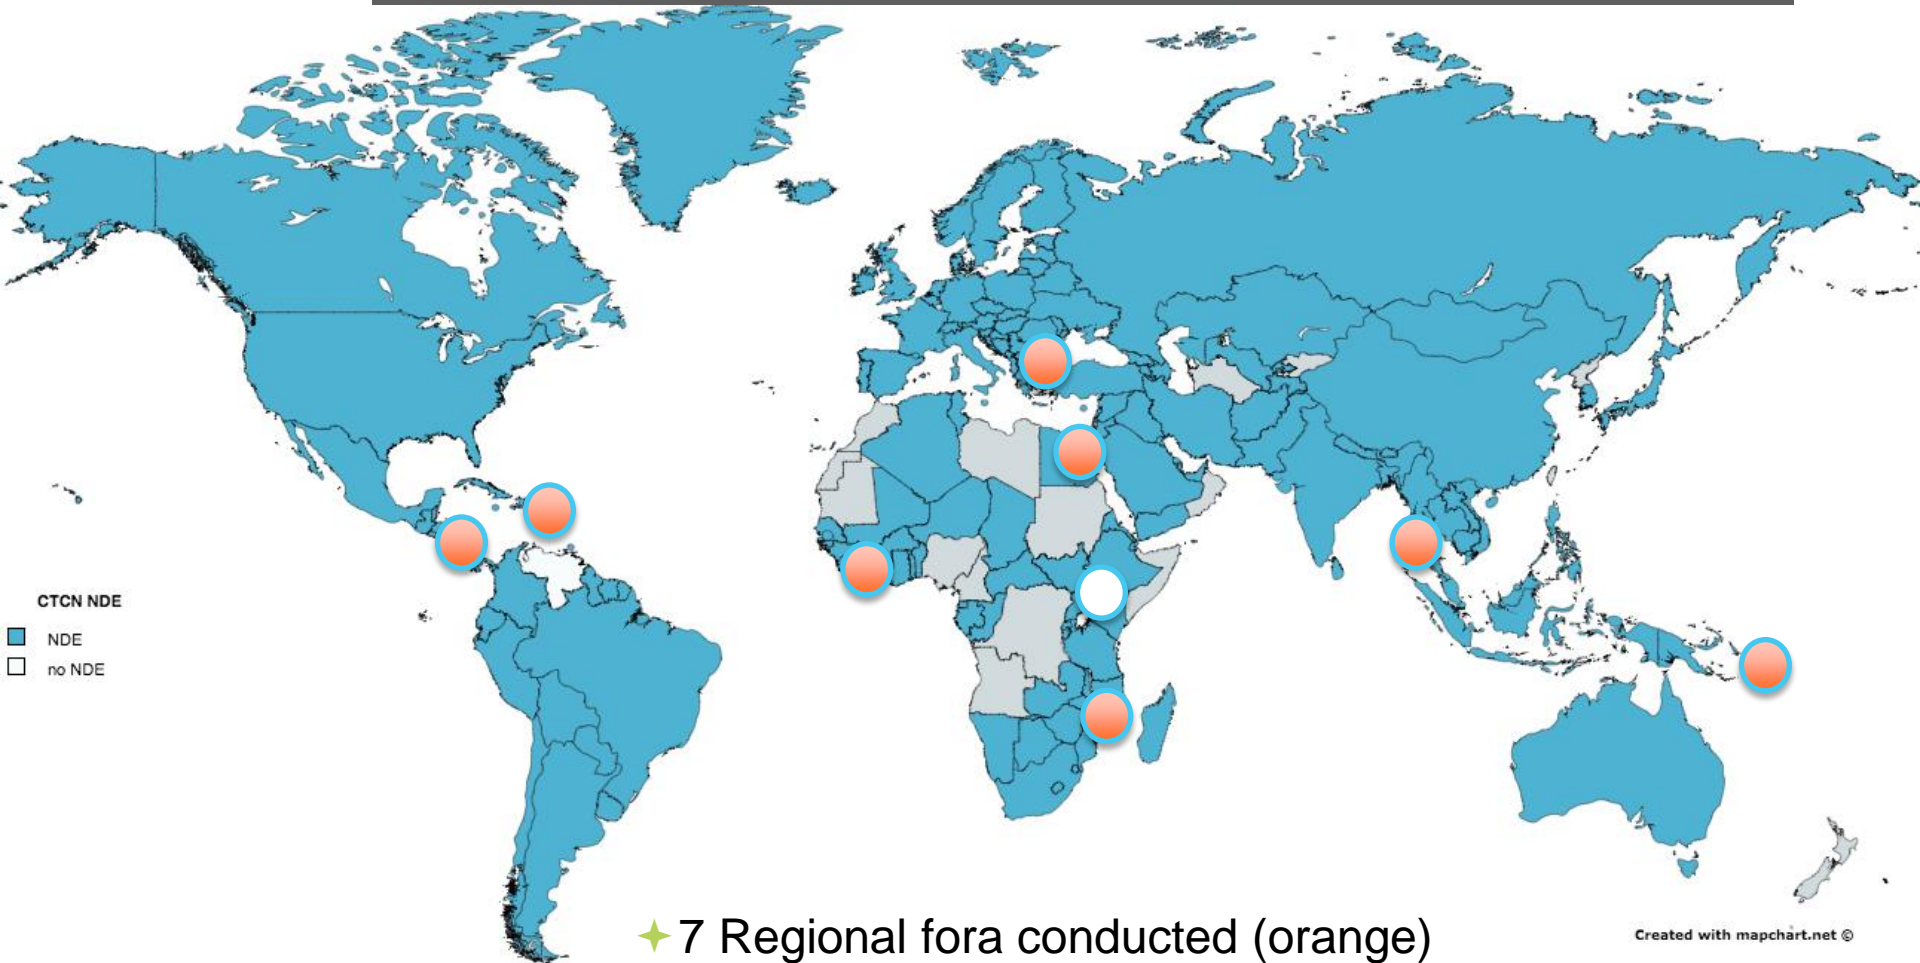 CTCN NDE
NDE
no NDE
7 Regional fora conducted (orange)
Created with mapchart.net ©